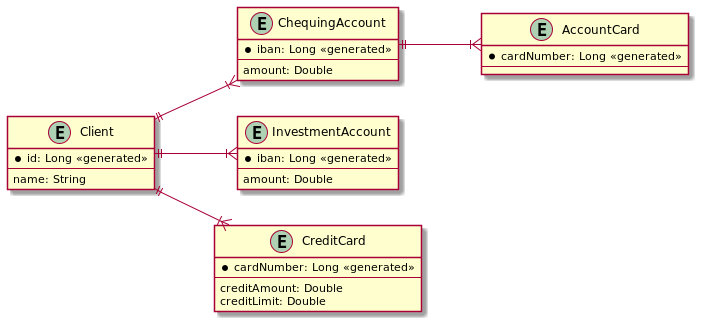 E Client
* id: Long «generated»
name: String
E ChequingAccount
* iban: Long «generated»
amount: Double
E InvestmentAccount
* iban: Long «generated»
amount: Double
E CreditCard
* cardNumber: Long «generated»
creditAmount: Double
creditLimit: Double
E AccountCard
* cardNumber: Long «generated»